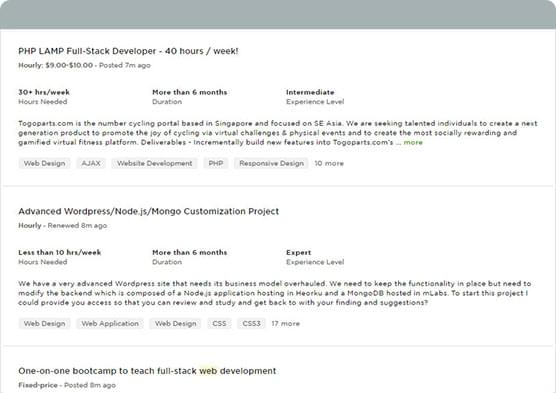 PHP LAMP Full-Stack Developer - 40 hours / week!
Hourly: $9.00-$10.00 - Posted 7m ago
30+ hrs/week More than 6 months Intermediate
Hours Needed Duration Experience Level
Togoparts.com is the number cycling portal based in Singapore and focused on SE Asia. We are seeking talented individuals to create a next
generation product to promote the joy of cycling via virtual challenges & physical events and to create the most socially rewarding and
gamified virtual fitness platform. Deliverables - Incrementally build new features into Togoparts.com's ... more
Web Design AJAX Website Development PHP Responsive Design 10 more
Advanced Wordpress/Node.js/Mongo Customization Project
Hourly - Renewed 8m ago
Less than 10 hrs/week More than 6 months Expert
Hours Needed Duration Experience Level
We have a very advanced Wordpress site that needs its business model overhauled. We need to keep the functionality in place but need to
modify the backend which is composed of a Node.js application hosting in Heorku and a MongoDB hosted in mLabs. To start this project I
could provide you access so that you can review and study and get back to with your finding and suggestions?
Web Design Web Application Web Design CSS CSS3 17 more
One-on-one bootcamp to teach full-stack web development
Fixed-price - Posted 8m ago